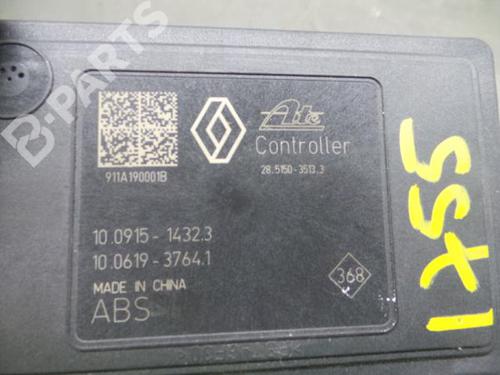 B-PARTS
Ate
Controller
28.5150-3513.3
911A190001B
10.0915-1432.3
10.0619-3764.1
MADE IN CHINA
ABS
368
1755